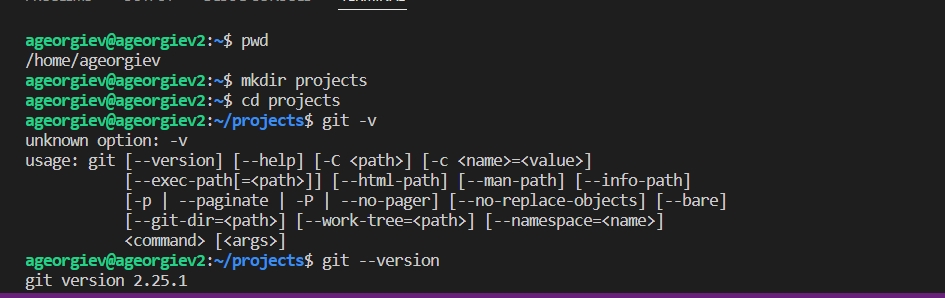 TERMINAL
ageorgiev@ageorgiev2:~$ pwd
/home/ageorgiev
ageorgiev@ageorgiev2:~$ mkdir projects
ageorgiev@ageorgiev2:~$ cd projects
ageorgiev@ageorgiev2:~/projects$ git -v
unknown option: -v
usage: git [--version] [--help] [-C <path>] [-c <name>=<value>]
           [--exec-path[=<path>]] [--html-path] [--man-path] [--info-path]
           [-p | --paginate | -P | --no-pager] [--no-replace-objects] [--bare]
           [--git-dir=<path>] [--work-tree=<path>] [--namespace=<name>]
           <command> [<args>]
ageorgiev@ageorgiev2:~/projects$ git --version
git version 2.25.1